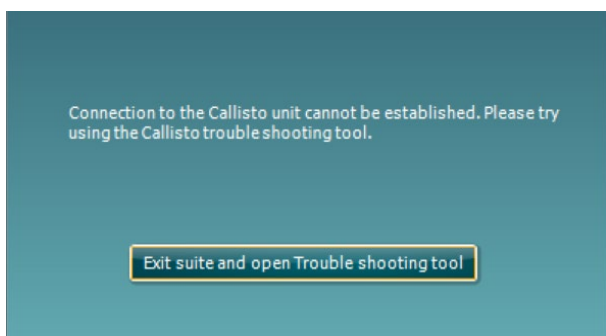 Connection to the Callisto unit cannot be established. Please try
using the Callisto trouble shooting tool.
Exit suite and open Trouble shooting tool